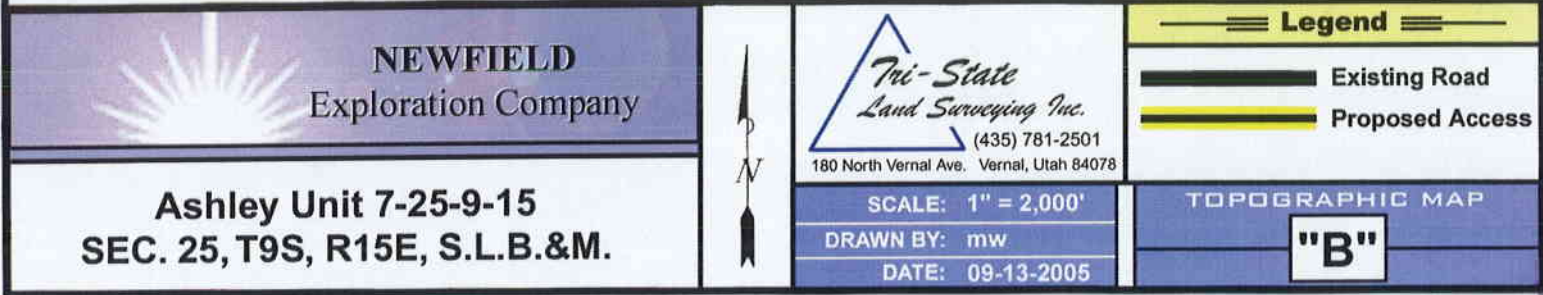 NEWFIELD
Exploration Company
Ashley Unit 7-25-9-15
SEC. 25, T9S, R15E, S.L.B.&M.
N
Tri-State
Land Surveying Inc.
(435) 781-2501
180 North Vernal Ave. Vernal, Utah 84078
SCALE: 1" = 2,000'
DRAWN BY: mw
DATE: 09-13-2005
Legend
Existing Road
Proposed Access
TOPOGRAPHIC MAP
"B"